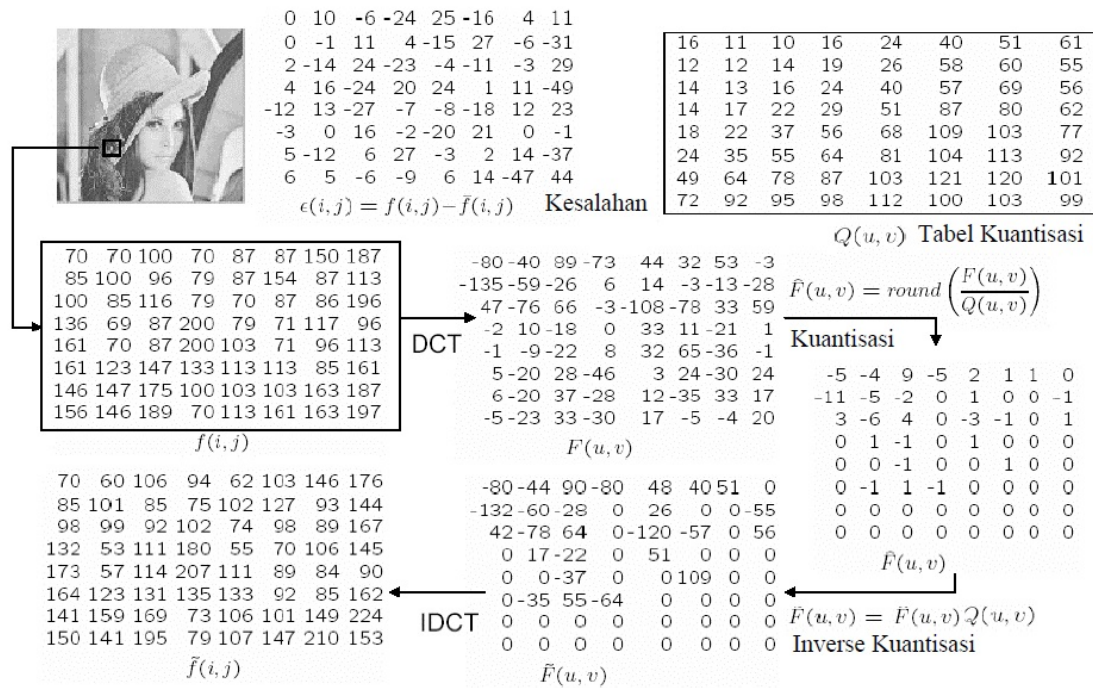 0 10 -6 -24 25 -16 4 11
0 -1 11 4 -15 27 -6 -31
2 -14 24 -23 -4 -11 -3 29
4 16 -24 20 24 1 11 -49
-12 13 -27 -7 -8 -18 12 23
-3 0 16 -2 -20 21 0 -1
5 -12 6 27 -3 2 14 -37
6 5 -6 -9 6 14 -47 44
ϵ(i,j) = f(i,j)−f̃(i,j) Kesalahan
16 11 10 16 24 40 51 61
12 12 14 19 26 58 60 55
14 13 16 24 40 57 69 56
14 17 22 29 51 87 80 62
18 22 37 56 68 109 103 77
24 35 55 64 81 104 113 92
49 64 78 87 103 121 120 101
72 92 95 98 112 100 103 99
Q(u,v) Tabel Kuantisasi
70 70 100 70 87 87 150 187
85 100 96 79 87 154 87 113
100 85 116 79 70 87 86 196
136 69 87 200 79 71 117 96
161 70 87 200 103 71 96 113
161 123 147 133 113 113 85 161
146 147 175 100 103 103 163 187
156 146 189 70 113 161 163 197
f(i,j)
DCT
-80 -40 89 -73 44 32 53 -3
-135 -59 -26 6 14 -3 -13 -28
47 -76 66 -3 -108 -78 33 59
-2 10 -18 0 33 11 -21 1
-1 -9 -22 8 32 65 -36 -1
5 -20 28 -46 3 24 -30 24
6 -20 37 -28 12 -35 33 17
-5 -23 33 -30 17 -5 -4 20
F(u,v)
F̂(u,v) = round (F(u,v)/Q(u,v))
Kuantisasi
-5 -4 9 -5 2 1 1 0
-11 -5 -2 0 1 0 0 -1
3 -6 4 0 -3 -1 0 1
0 1 -1 0 1 0 0 0
0 0 -1 0 0 1 0 0
0 -1 1 -1 0 0 0 0
0 0 0 0 0 0 0 0
0 0 0 0 0 0 0 0
F̂(u,v)
F̃(u,v) = F̂(u,v)Q(u,v)
Inverse Kuantisasi
-80 -44 90 -80 48 40 51 0
-132 -60 -28 0 26 0 0 -55
42 -78 64 0 -120 -57 0 56
0 17 -22 0 51 0 0 0
0 0 -37 0 0 109 0 0
0 -35 55 -64 0 0 0 0
0 0 0 0 0 0 0 0
0 0 0 0 0 0 0 0
F̃(u,v)
IDCT
70 60 106 94 62 103 146 176
85 101 85 75 102 127 93 144
98 99 92 102 74 98 89 167
132 53 111 180 55 70 106 145
173 57 114 207 111 89 84 90
164 123 131 135 133 92 85 162
141 159 169 73 106 101 149 224
150 141 195 79 107 147 210 153
f̃(i,j)